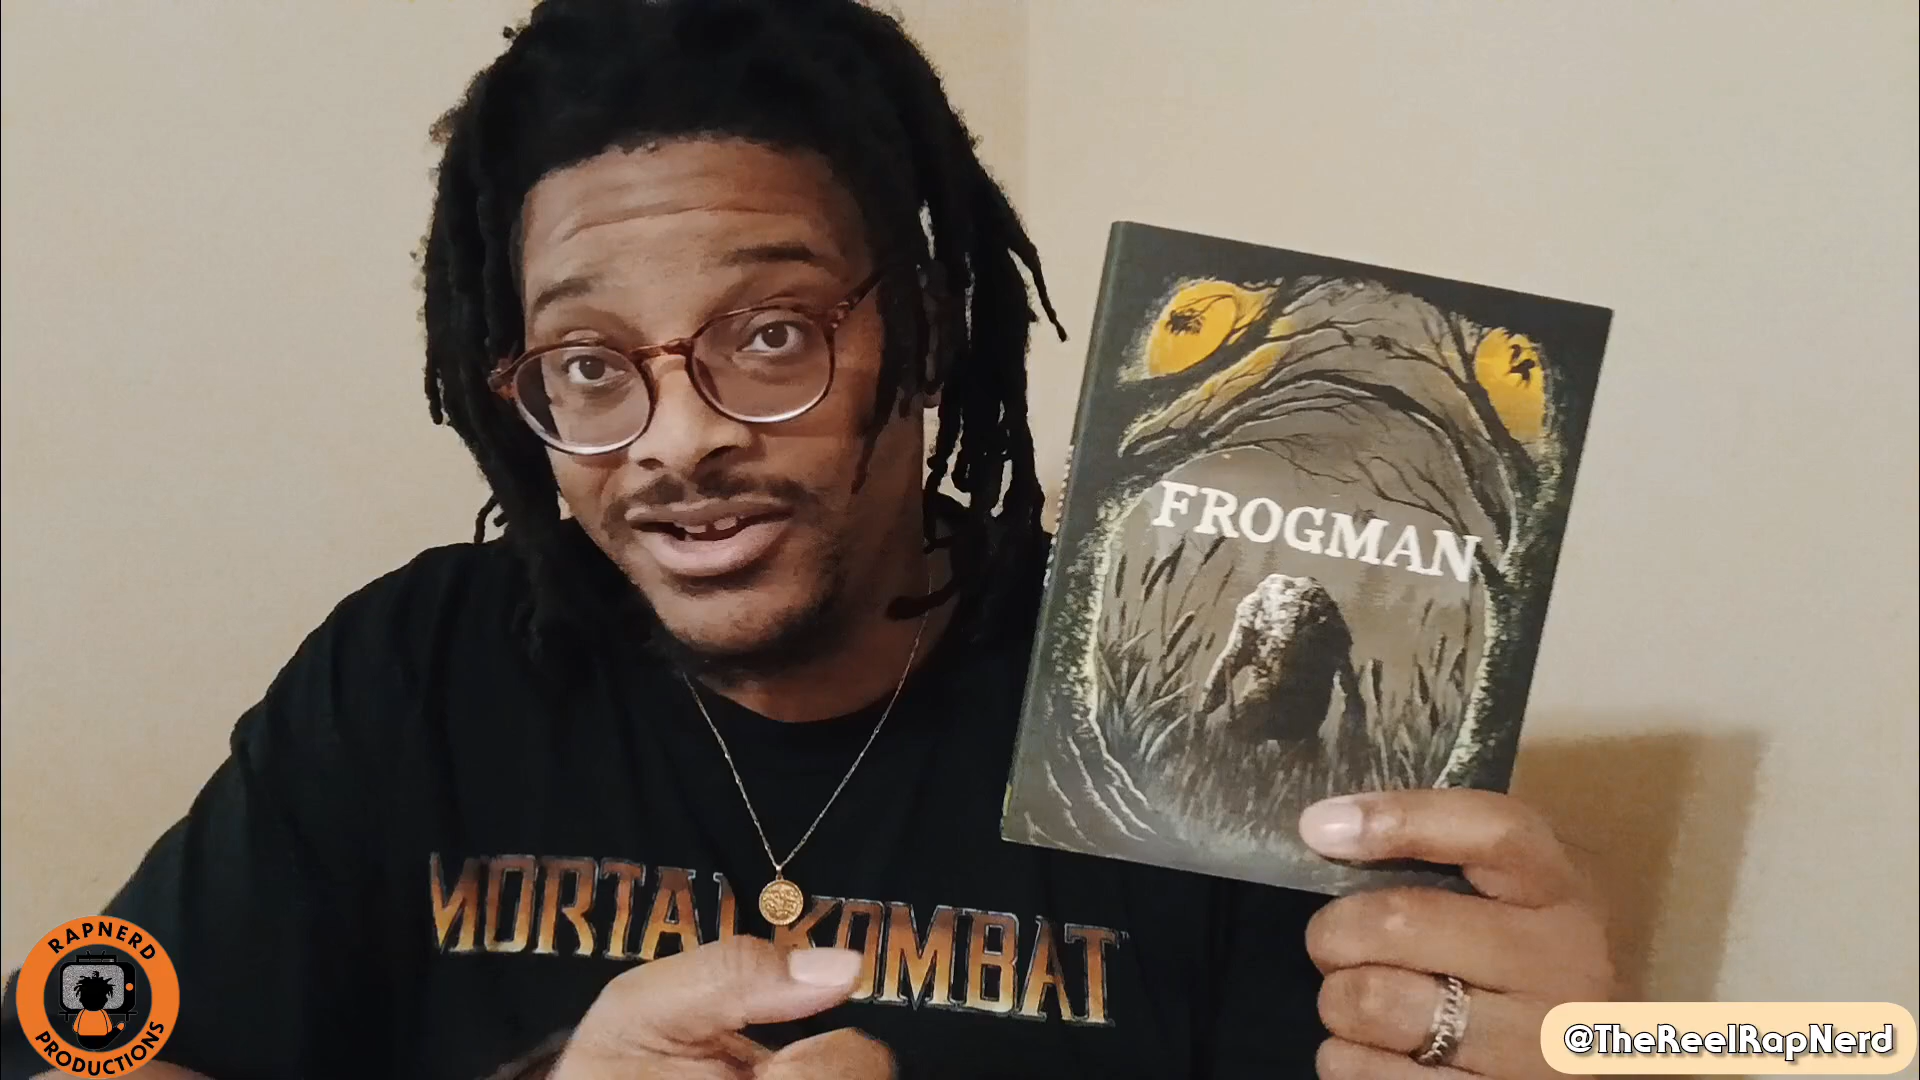 FROGMAN
MORTAL KOMBAT
RAPNERD
PRODUCTIONS
@TheReelRapNerd